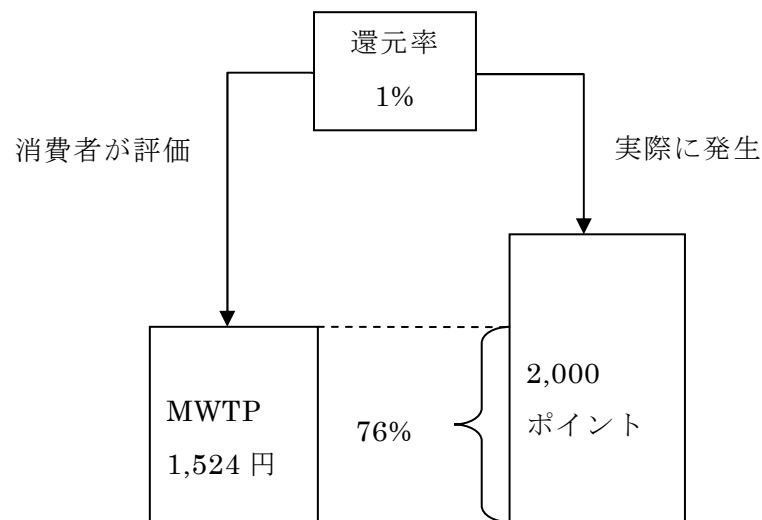 還元率
1%
消費者が評価
実際に発生
MWTP
1,524 円
76%
2,000
ポイント